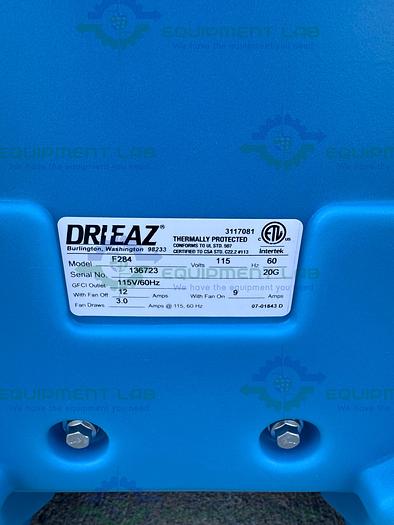 EQUIPMENT LAB
We have the equipment you need
DRI-EAZ®
Burlington, Washington 98233
3117081
THERMALLY PROTECTED
CONFORMS TO UL STD. 507
CERTIFIED TO CSA STD. C22.2 #113
ETL
Intertek
Model F284 Volts 115 Hz 60
Serial No. 136723 20G
GFCI Outlet 115V/60Hz
With Fan Off 12 Amps With Fan On 9 Amps
Fan Draws 3.0 Amps @ 115, 60 Hz 07-01843 D